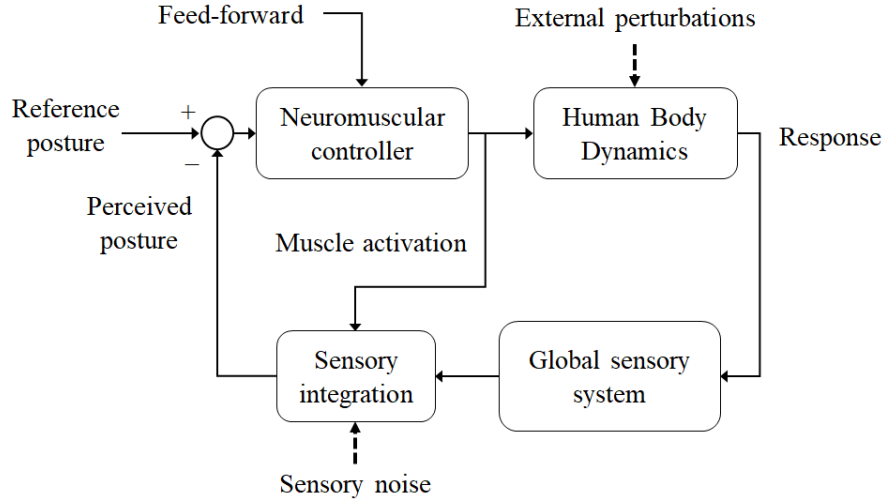 Feed-forward
External perturbations
Reference
posture
+
−
Neuromuscular
controller
Human Body
Dynamics
Response
Perceived
posture
Muscle activation
Sensory
integration
Global sensory
system
Sensory noise